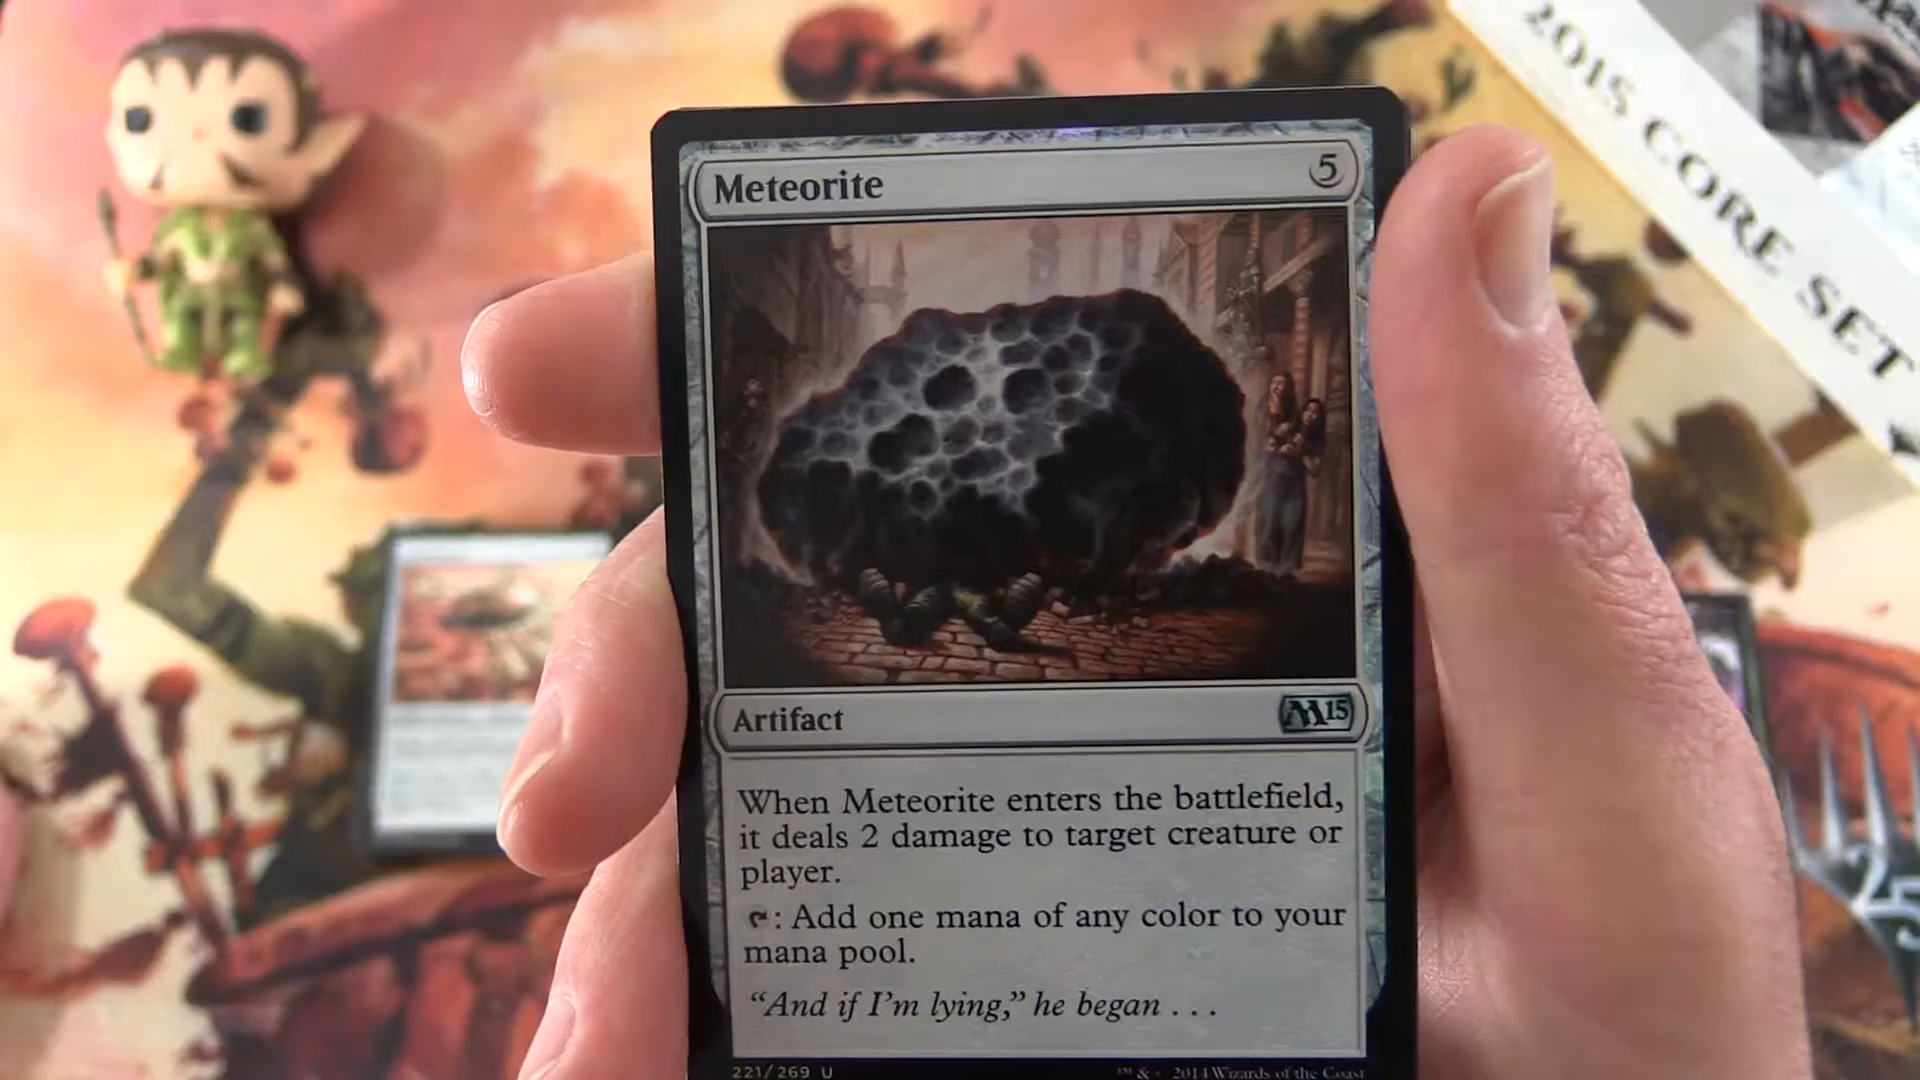 2015 CORE SET
Meteorite 5
Artifact M15
When Meteorite enters the battlefield,
it deals 2 damage to target creature or
player.
: Add one mana of any color to your
mana pool.
“And if I’m lying,” he began . . .
221/269 U ™ & © 2014 Wizards of the Coast
25